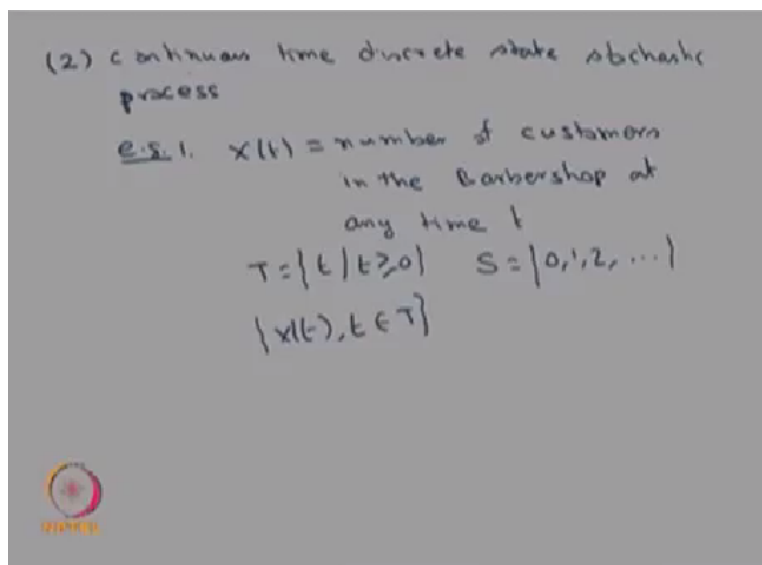 (2) continuous time discrete state stochastic
process
e.g. 1. X(t) = number of customers
in the Barbershop at
any time t
T = {t | t ≥ 0} S = {0, 1, 2, ...}
{X(t), t ∈ T}
NPTEL